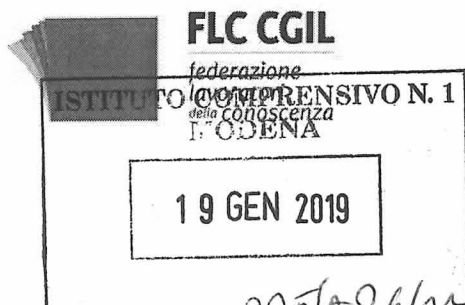 FLC CGIL
federazione
lavoratori
della conoscenza
ISTITUTO COMPRENSIVO N. 1
MODENA
19 GEN 2019